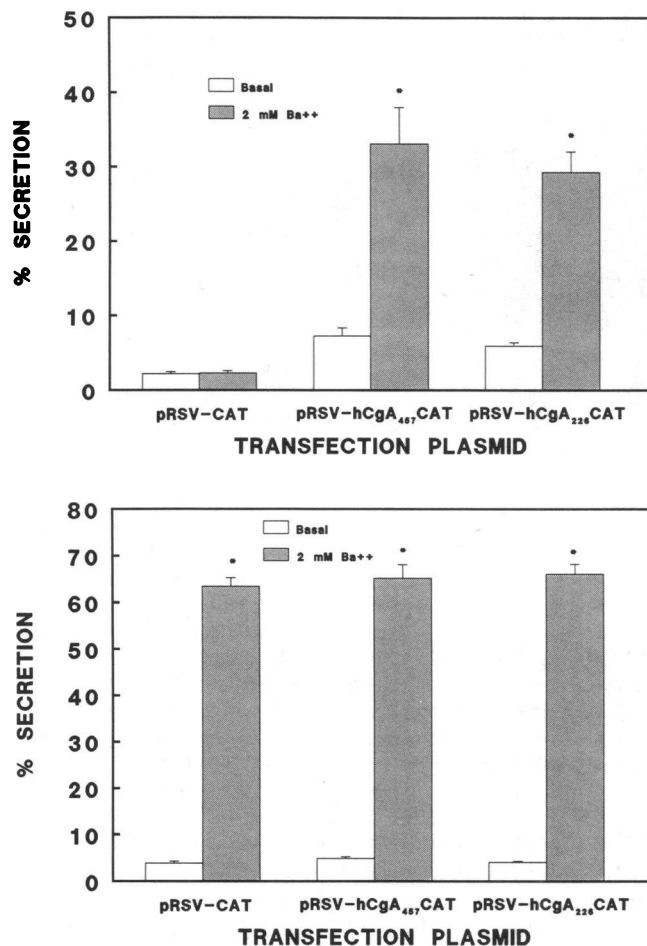 50
40
30
20
10
0
% SECRETION
Basal
2 mM Ba++
*
*
pRSV-CAT pRSV-hCgA₄₅₇CAT pRSV-hCgA₂₂₆CAT
TRANSFECTION PLASMID
80
70
60
50
40
30
20
10
0
% SECRETION
Basal
2 mM Ba++
*
*
*
pRSV-CAT pRSV-hCgA₄₅₇CAT pRSV-hCgA₂₂₆CAT
TRANSFECTION PLASMID